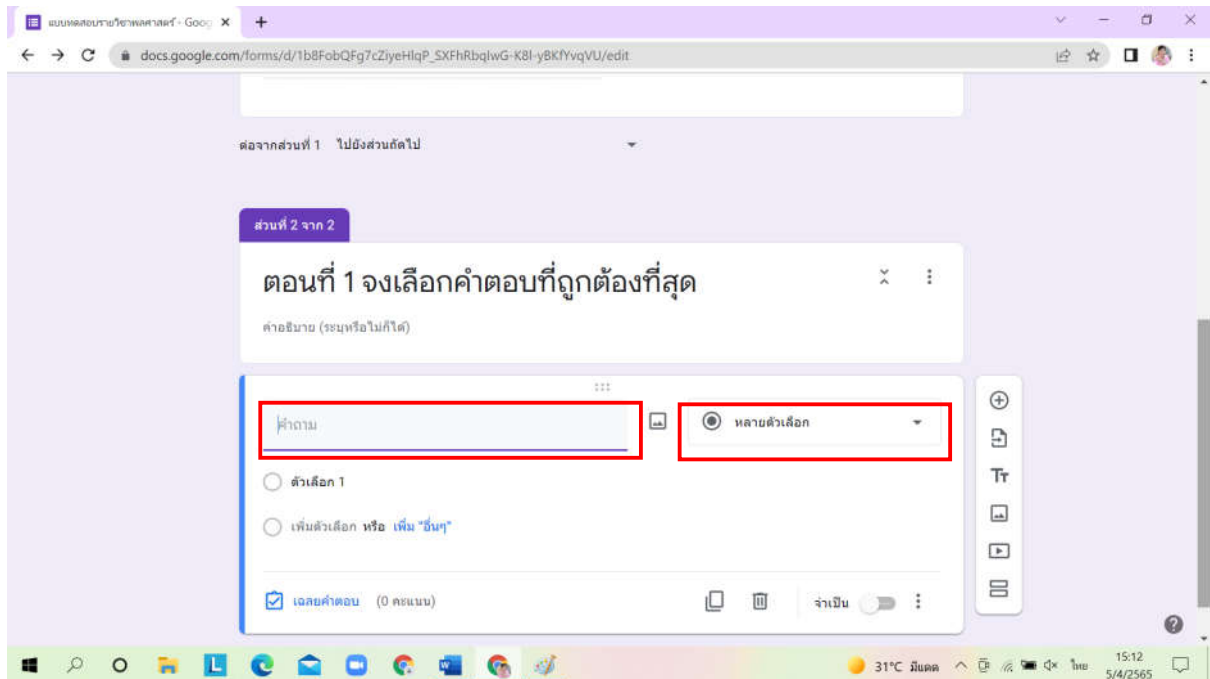 แบบทดสอบรายวิชาพลศาสตร์ - Goog
docs.google.com/forms/d/1b8FobQFg7cZiyeHlqP_SXFhRbqIwG-K8l-yBKfYvqVU/edit
ต่อจากส่วนที่ 1 ไปยังส่วนถัดไป
ส่วนที่ 2 จาก 2
ตอนที่ 1 จงเลือกคำตอบที่ถูกต้องที่สุด
คำอธิบาย (ระบุหรือไม่ก็ได้)
คำถาม
หลายตัวเลือก
ตัวเลือก 1
เพิ่มตัวเลือก หรือ เพิ่ม "อื่นๆ"
เฉลยคำตอบ (0 คะแนน)
จำเป็น
31°C มีแดด
ไทย
15:12
5/4/2565